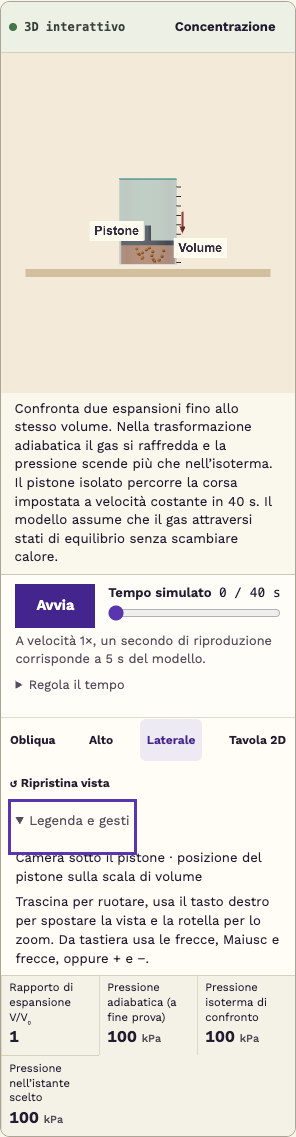 3D interattivo Concentrazione
Pistone
Volume
Confronta due espansioni fino allo
stesso volume. Nella trasformazione
adiabatica il gas si raffredda e la
pressione scende più che nell’isoterma.
Il pistone isolato percorre la corsa
impostata a velocità costante in 40 s. Il
modello assume che il gas attraversi
stati di equilibrio senza scambiare
calore.
Avvia
Tempo simulato 0 / 40 s
A velocità 1×, un secondo di riproduzione
corrisponde a 5 s del modello.
▶ Regola il tempo
Obliqua Alto Laterale Tavola 2D
↺ Ripristina vista
▼ Legenda e gesti
Camera sotto il pistone · posizione del
pistone sulla scala di volume
Trascina per ruotare, usa il tasto destro
per spostare la vista e la rotella per lo
zoom. Da tastiera usa le frecce, Maiusc e
frecce, oppure + e −.
Rapporto di
espansione
V/V₀
1
Pressione
adiabatica (a
fine prova)
100 kPa
Pressione
isoterma di
confronto
100 kPa
Pressione
nell’istante
scelto
100 kPa